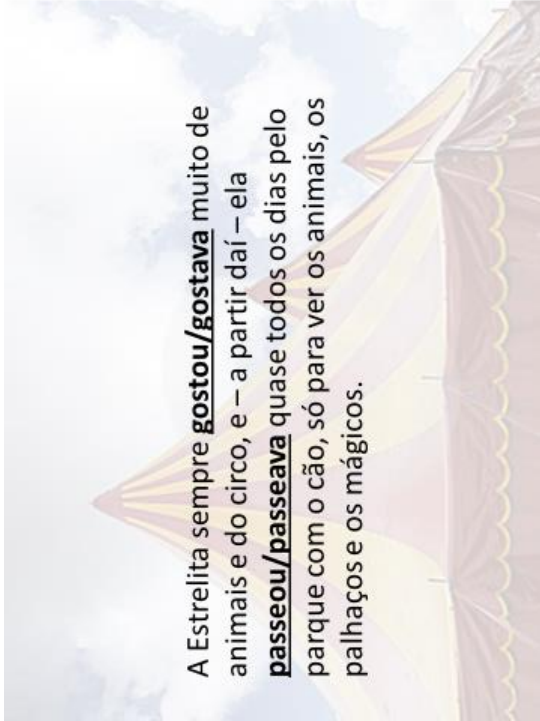 A Estrelita sempre gostou/gostava muito de
animais e do circo, e – a partir daí – ela
passeou/passeava quase todos os dias pelo
parque com o cão, só para ver os animais, os
palhaços e os mágicos.